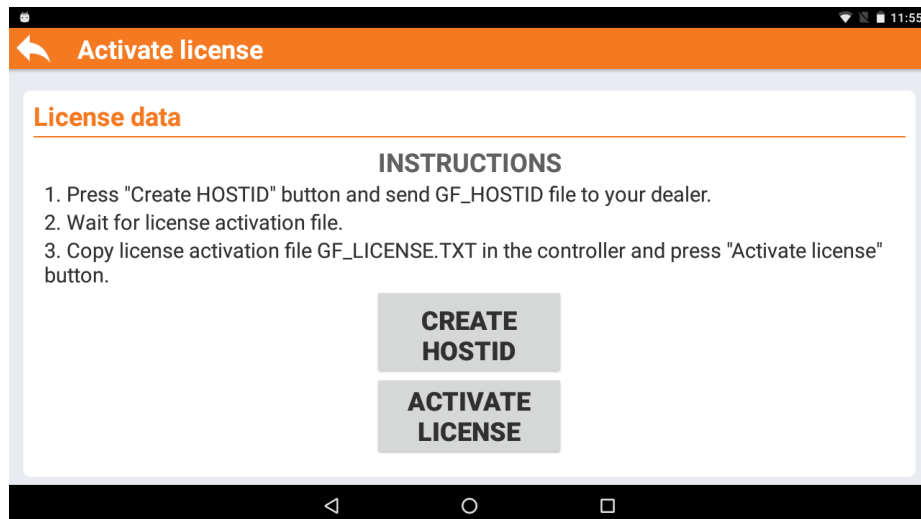 11:55
Activate license
License data
INSTRUCTIONS
1. Press "Create HOSTID" button and send GF_HOSTID file to your dealer.
2. Wait for license activation file.
3. Copy license activation file GF_LICENSE.TXT in the controller and press "Activate license"
button.
CREATE
HOSTID
ACTIVATE
LICENSE